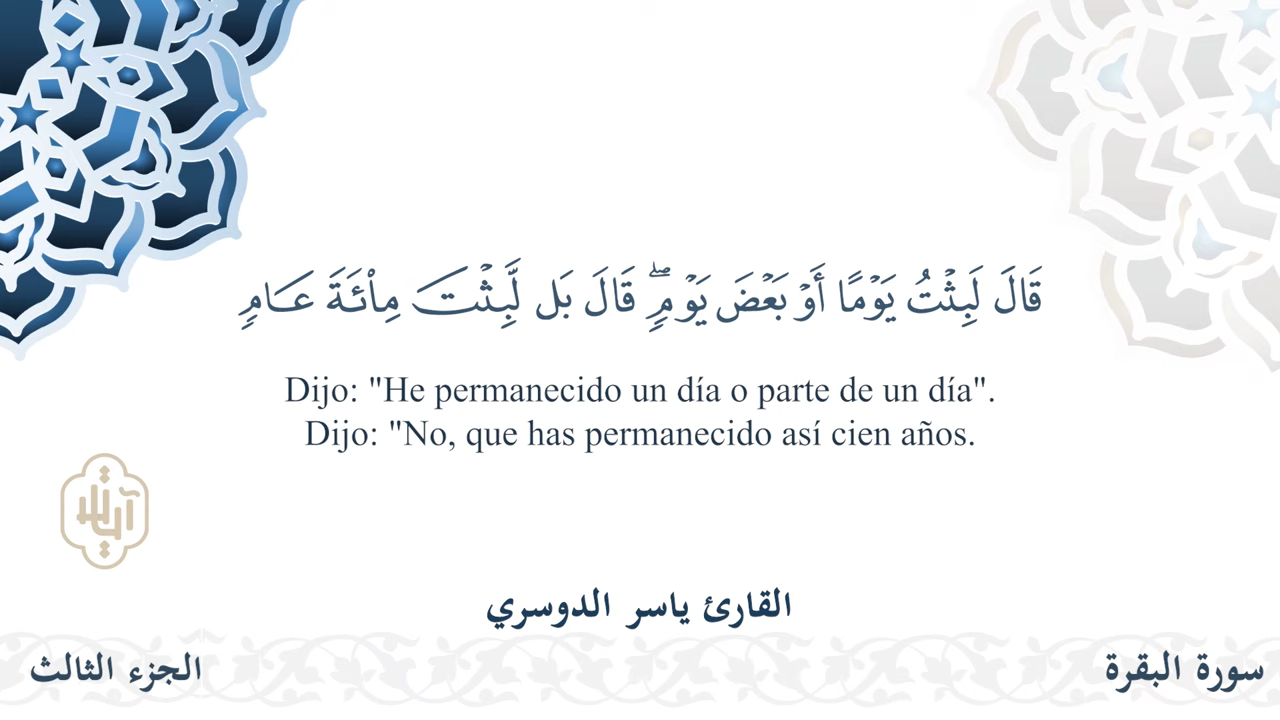 قَالَ لَبِثْتُ يَوْمًا أَوْ بَعْضَ يَوْمٍۖ قَالَ بَل لَّبِثْتَ مِا۟ئَةَ عَامٍ
Dijo: "He permanecido un día o parte de un día".
Dijo: "No, que has permanecido así cien años.
آيات
القارئ ياسر الدوسري
سورة البقرة
الجزء الثالث